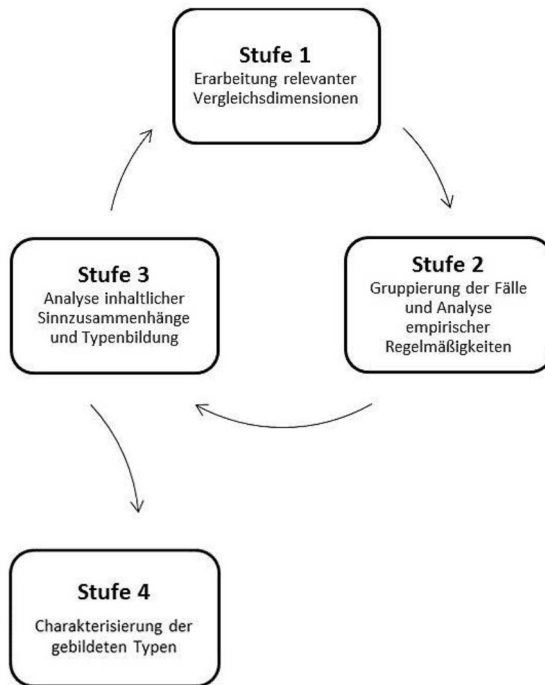 Stufe 1
Erarbeitung relevanter
Vergleichsdimensionen
Stufe 2
Gruppierung der Fälle
und Analyse
empirischer
Regelmäßigkeiten
Stufe 3
Analyse inhaltlicher
Sinnzusammenhänge
und Typenbildung
Stufe 4
Charakterisierung der
gebildeten Typen